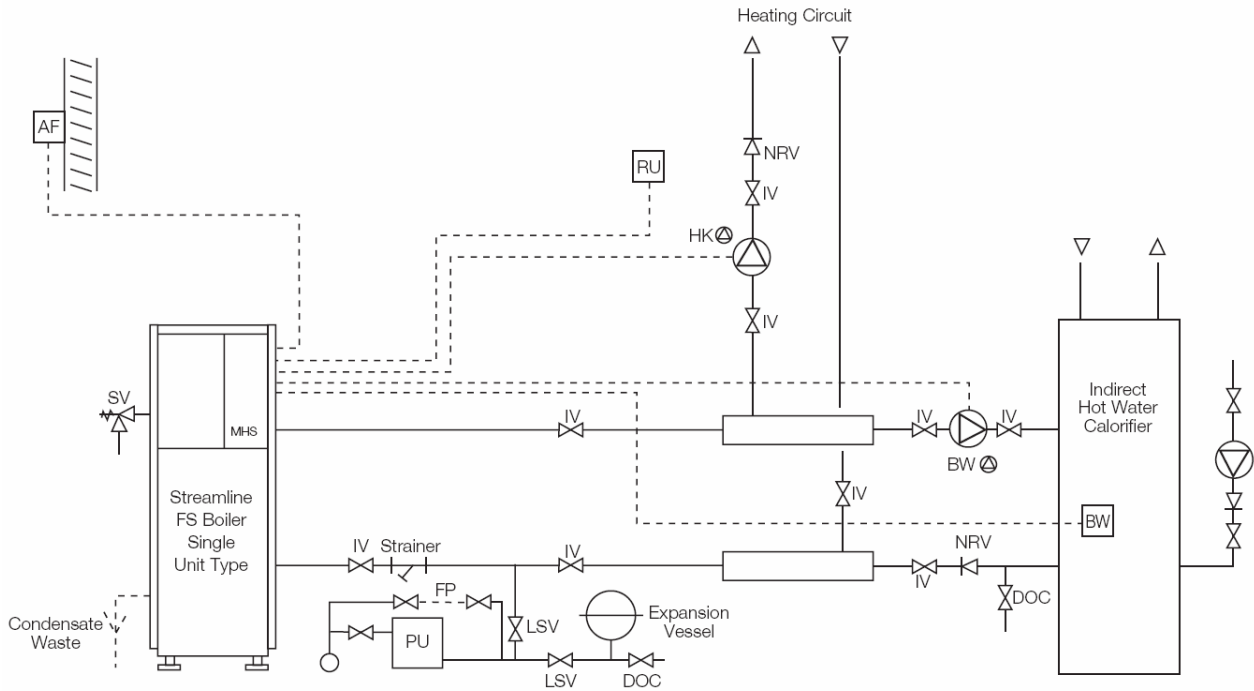 Heating Circuit
AF
RU
NRV
IV
HK
IV
SV
MHS
IV
IV
IV
BW
Indirect
Hot Water
Calorifier
Streamline
FS Boiler
Single
Unit Type
IV
BW
IV
Strainer
IV
NRV
IV
DOC
FP
LSV
Expansion
Vessel
Condensate
Waste
PU
LSV
DOC